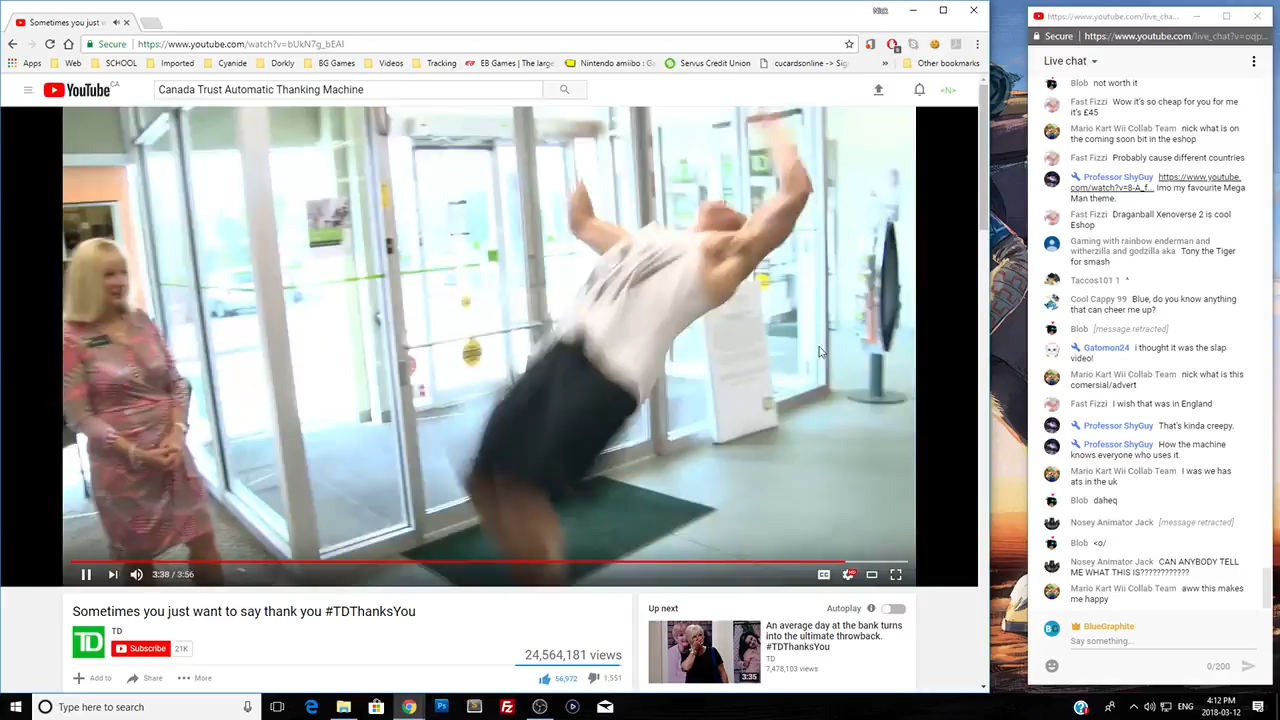 Sometimes you just w
Nick
https://www.youtube.com/live_cha...
Secure
https://www.youtube.com/watch?v=bUkN7g_bEAI
Secure
https://www.youtube.com/live_chat?v=oqp...
Apps
Web
SCHOOL
Imported
Cyanide
Dorkly
BG Games
Videos
Tracking
EB Games | The large
Nintendo amiibo
Servus Credit Union
cucardsonline -> Sig
»
Other bookmarks
YouTube CA
Canada Trust Automatic Thanking Machine
<N>
Live chat
Blob not worth it
Fast Fizzi Wow it's so cheap for you for me
it's £45
Mario Kart Wii Collab Team nick what is on
the coming soon bit in the eshop
Fast Fizzi Probably cause different countries
Professor ShyGuy https://www.youtube.
com/watch?v=8-A_f... Imo my favourite Mega
Man theme.
Fast Fizzi Draganball Xenoverse 2 is cool
Eshop
Gaming with rainbow enderman and
witherzilla and godzilla aka Tony the Tiger
for smash
Taccos101 1 ^
Cool Cappy 99 Blue, do you know anything
that can cheer me up?
Blob [message retracted]
Gatomon24 i thought it was the slap
video!
Mario Kart Wii Collab Team nick what is this
comersial/advert
Fast Fizzi I wish that was in England
Professor ShyGuy That's kinda creepy.
Professor ShyGuy How the machine
knows everyone who uses it.
Mario Kart Wii Collab Team I was we has
ats in the uk
Blob daheq
Nosey Animator Jack [message retracted]
Blob <o/
Nosey Animator Jack CAN ANYBODY TELL
ME WHAT THIS IS????????????
Mario Kart Wii Collab Team aww this makes
me happy
BlueGraphite
Say something...
0/200
3:38 / 3:56
CC
HD
Sometimes you just want to say thank you #TDThanksYou
TD
TD
Subscribe 21K
24,564,181 views
Add to
Share
More
56,972
1,551
Up next
Autoplay
An average day at the bank turns
into the ultimate throwback.
#TDThanksYou
TD
7,478,103 views
3:35
Type here to search
ENG
4:12 PM
2018-03-12